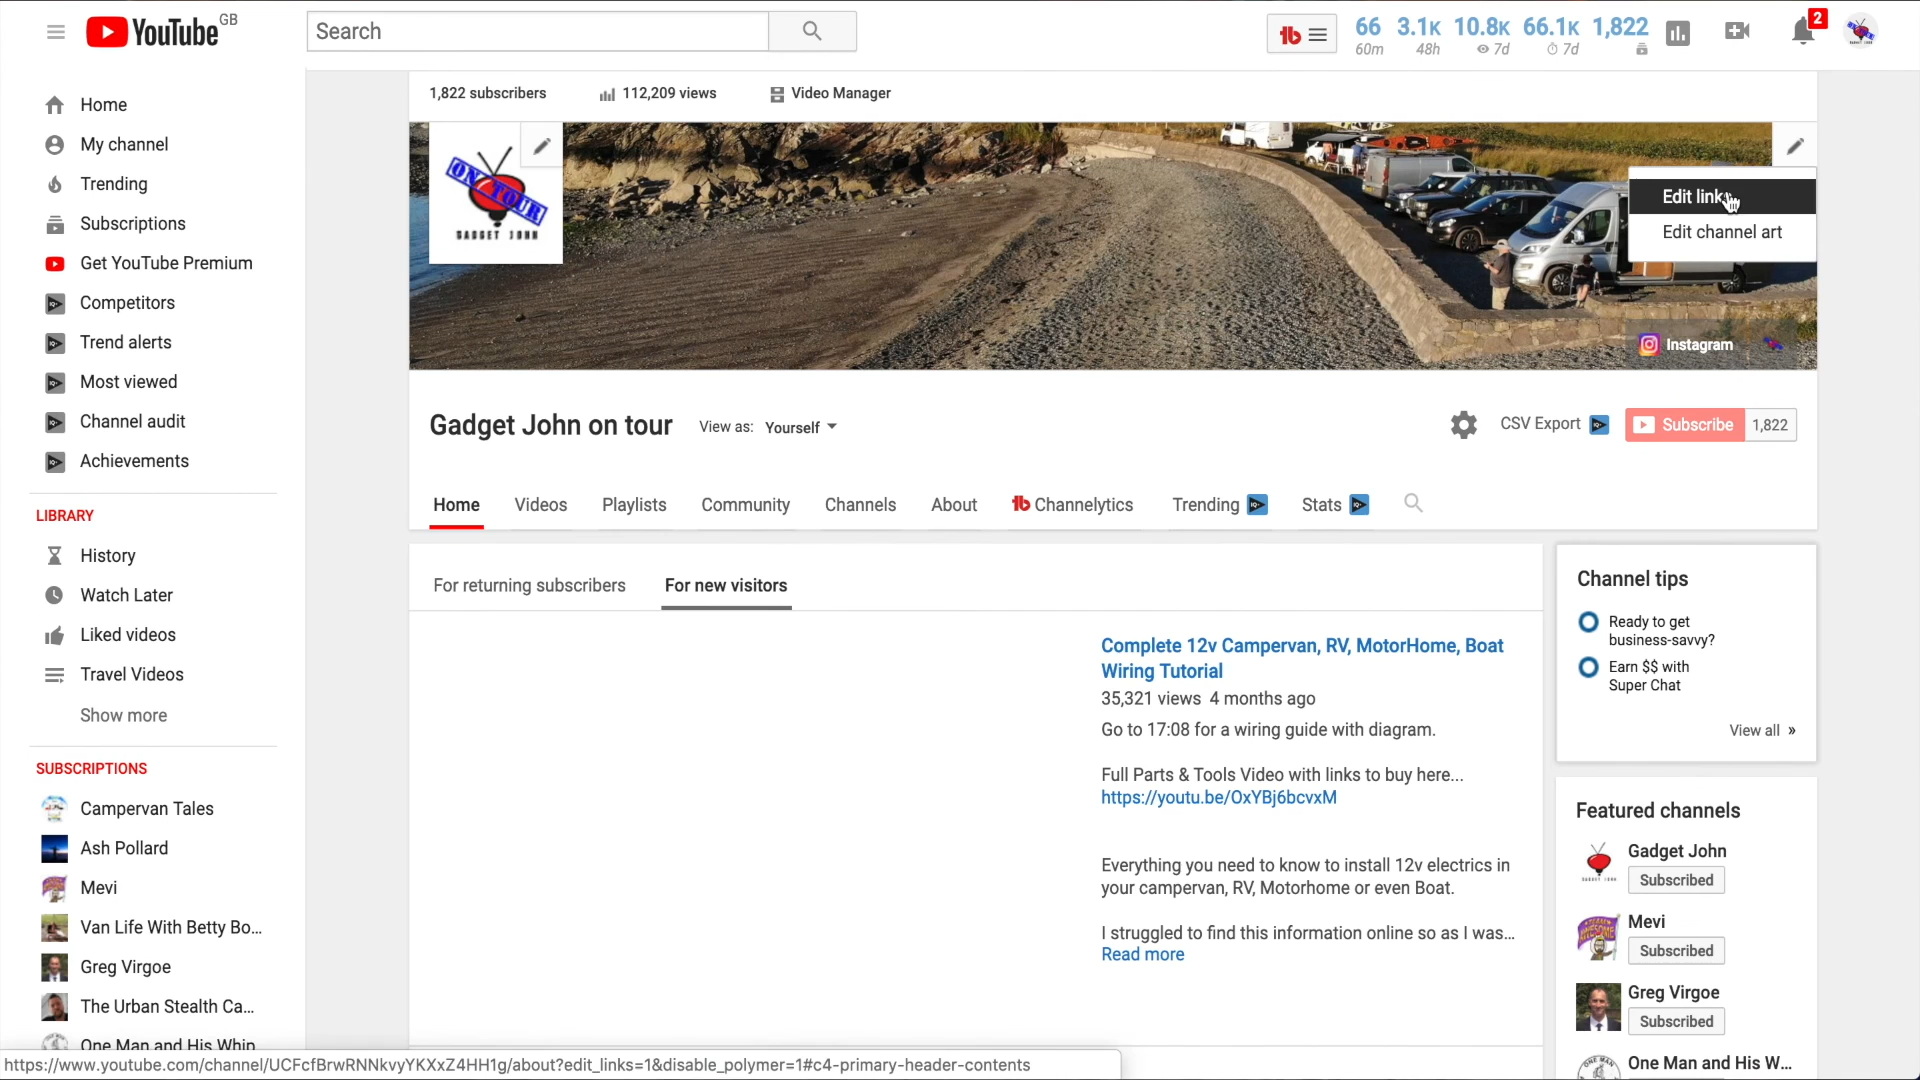 YouTube GB
Search
66 3.1K 10.8K 66.1K 1,822
60m 48h 7d 7d
2
Home
My channel
Trending
Subscriptions
Get YouTube Premium
Competitors
Trend alerts
Most viewed
Channel audit
Achievements
LIBRARY
History
Watch Later
Liked videos
Travel Videos
Show more
SUBSCRIPTIONS
Campervan Tales
Ash Pollard
Mevi
Van Life With Betty Bo...
Greg Virgoe
The Urban Stealth Ca...
One Man and His Whip
1,822 subscribers
112,209 views
Video Manager
ON TOUR
GADGET JOHN
Edit link
Edit channel art
Instagram
Gadget John on tour
View as: Yourself
CSV Export
Subscribe 1,822
Home Videos Playlists Community Channels About Channelytics Trending Stats
For returning subscribers For new visitors
Complete 12v Campervan, RV, MotorHome, Boat
Wiring Tutorial
35,321 views 4 months ago
Go to 17:08 for a wiring guide with diagram.
Full Parts & Tools Video with links to buy here...
https://youtu.be/OxYBj6bcvxM
Everything you need to know to install 12v electrics in
your campervan, RV, Motorhome or even Boat.
I struggled to find this information online so as I was...
Read more
Channel tips
Ready to get
business-savvy?
Earn $$ with
Super Chat
View all »
Featured channels
Gadget John
Subscribed
Mevi
Subscribed
Greg Virgoe
Subscribed
One Man and His W...
https://www.youtube.com/channel/UCFcfBrwRNNkvyYKXxZ4HH1g/about?edit_links=1&disable_polymer=1#c4-primary-header-contents